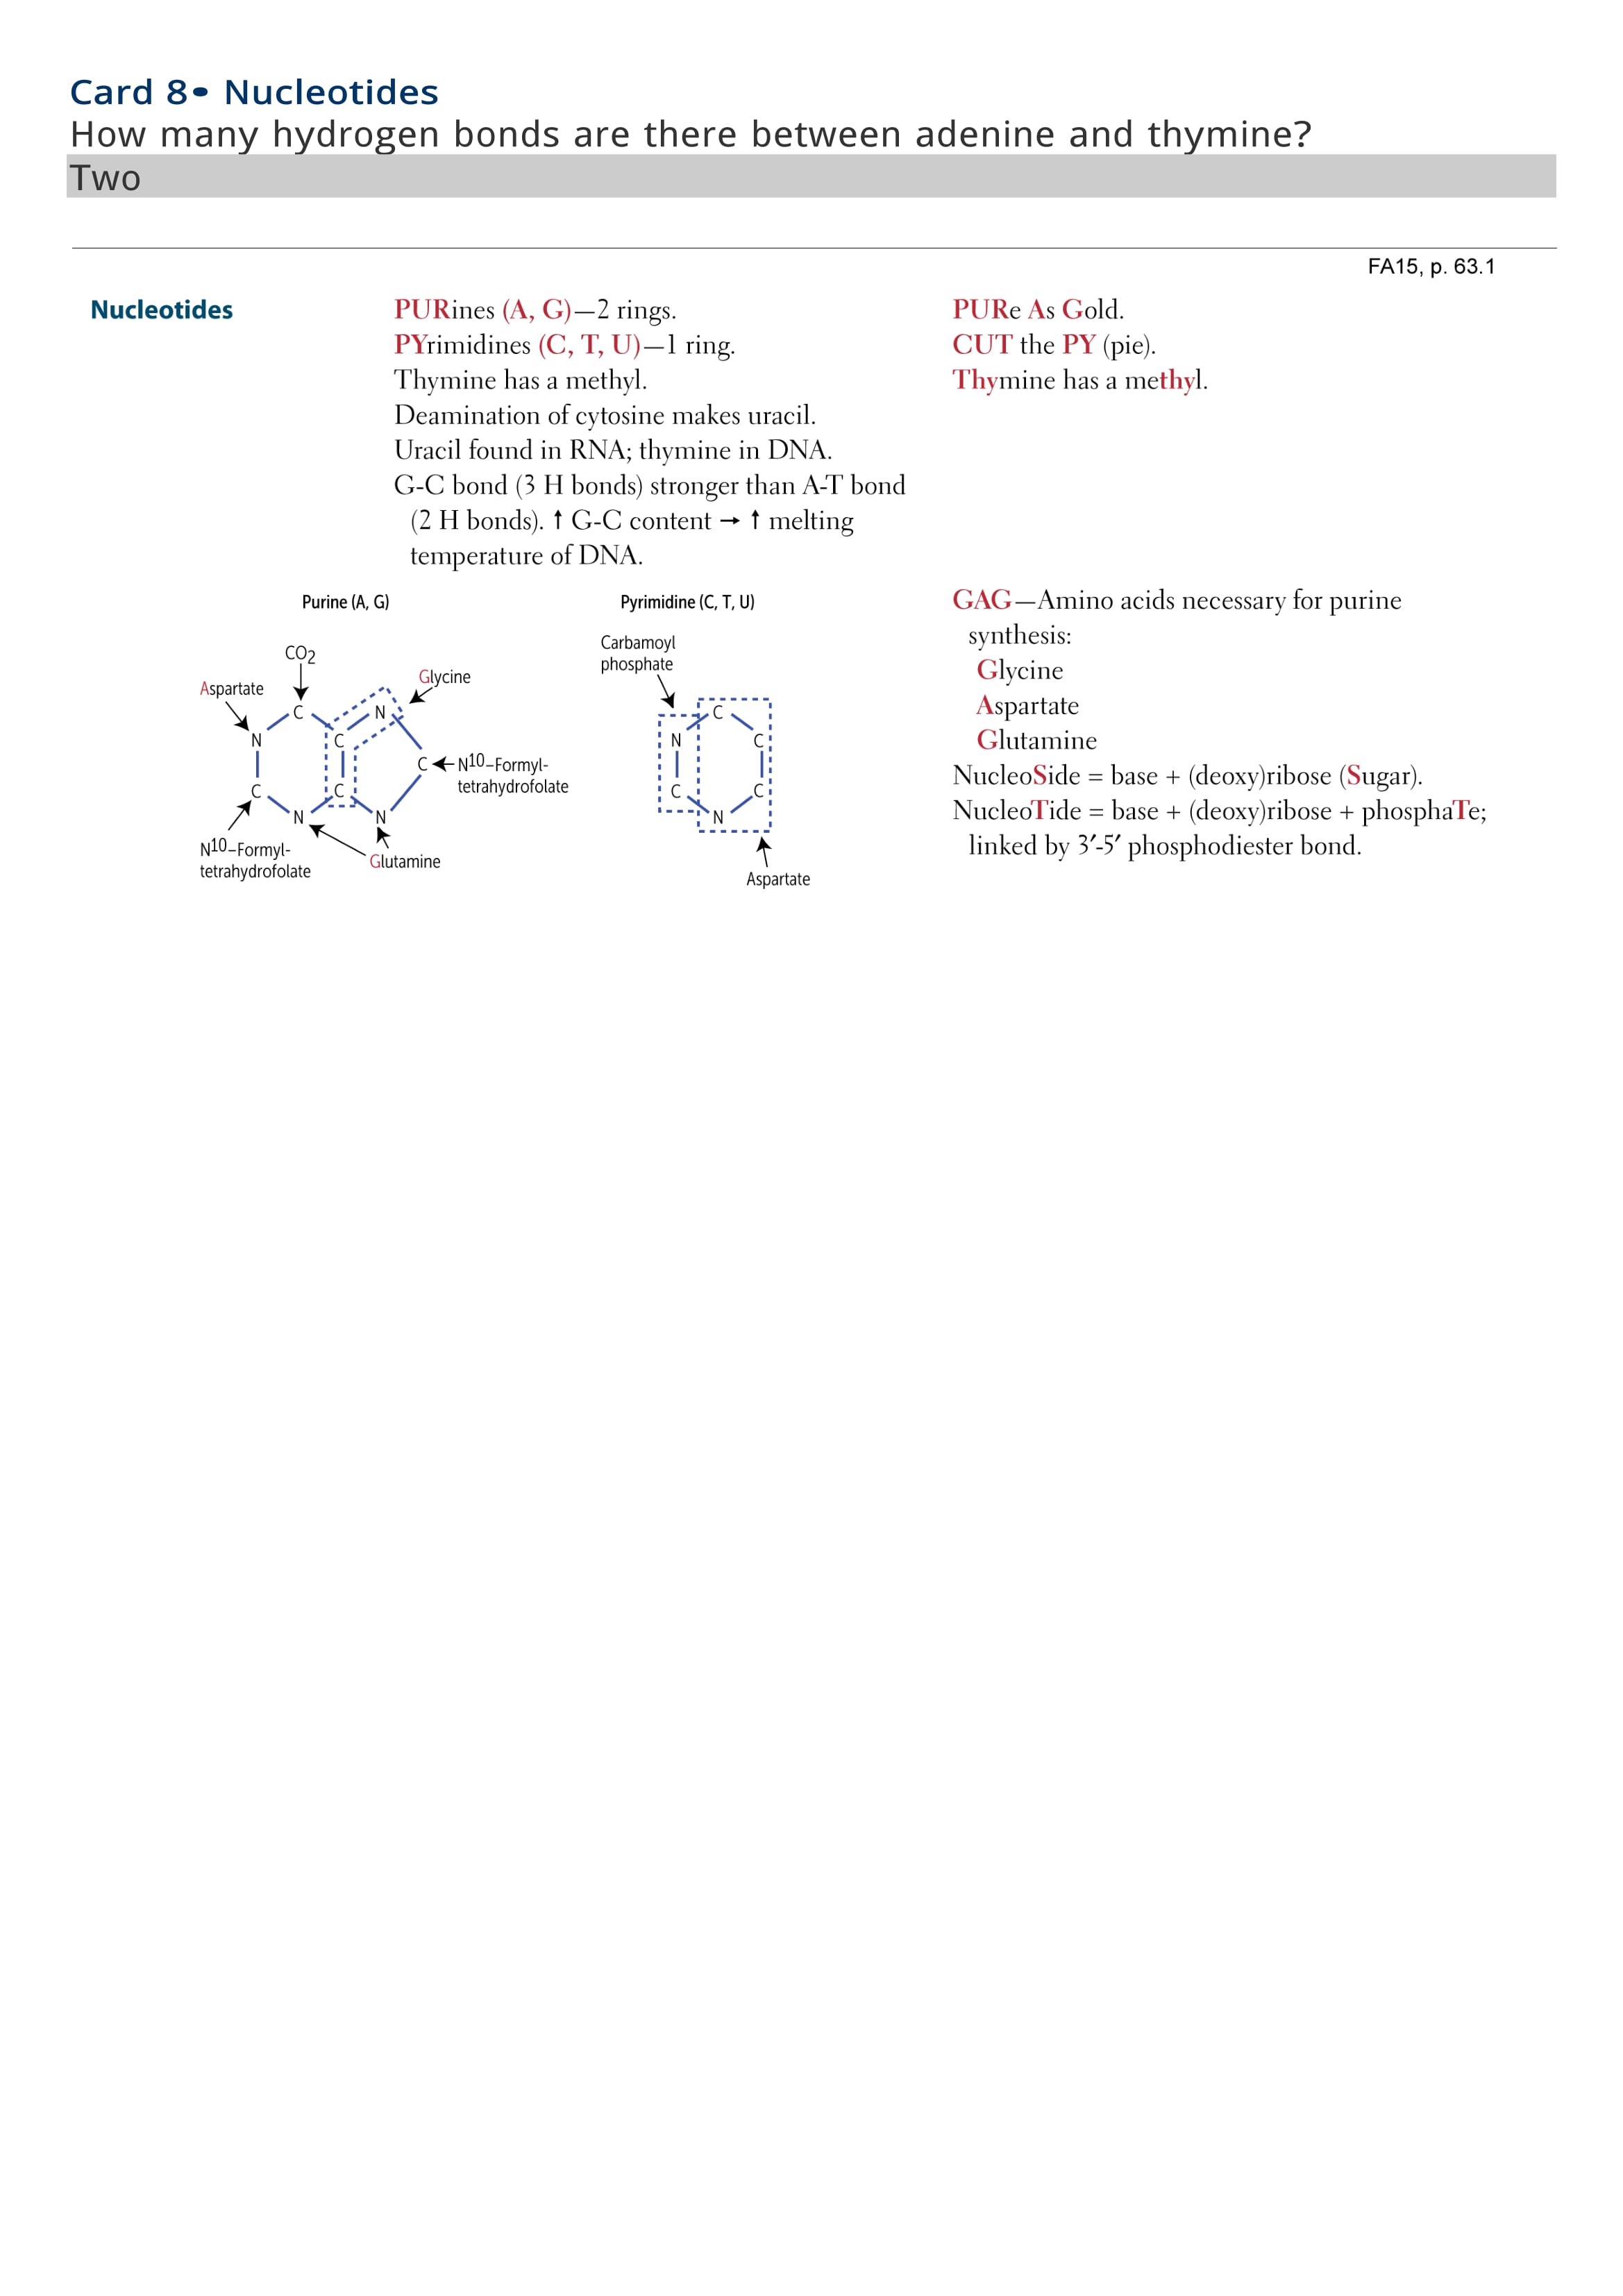 Card 8• Nucleotides
How many hydrogen bonds are there between adenine and thymine?
Two
FA15, p. 63.1
Nucleotides
PURines (A, G)—2 rings.
PYrimidines (C, T, U)—1 ring.
Thymine has a methyl.
Deamination of cytosine makes uracil.
Uracil found in RNA; thymine in DNA.
G-C bond (3 H bonds) stronger than A-T bond
(2 H bonds). ↑ G-C content → ↑ melting
temperature of DNA.
PURe As Gold.
CUT the PY (pie).
Thymine has a methyl.
Purine (A, G)
CO2
Aspartate
Glycine
C
N
N
C
C
N10–Formyl-
tetrahydrofolate
C
C
N
N
N10–Formyl-
tetrahydrofolate
Glutamine
Pyrimidine (C, T, U)
Carbamoyl
phosphate
C
N
C
C
C
N
Aspartate
GAG—Amino acids necessary for purine
synthesis:
Glycine
Aspartate
Glutamine
NucleoSide = base + (deoxy)ribose (Sugar).
NucleoTide = base + (deoxy)ribose + phosphaTe;
linked by 3′-5′ phosphodiester bond.